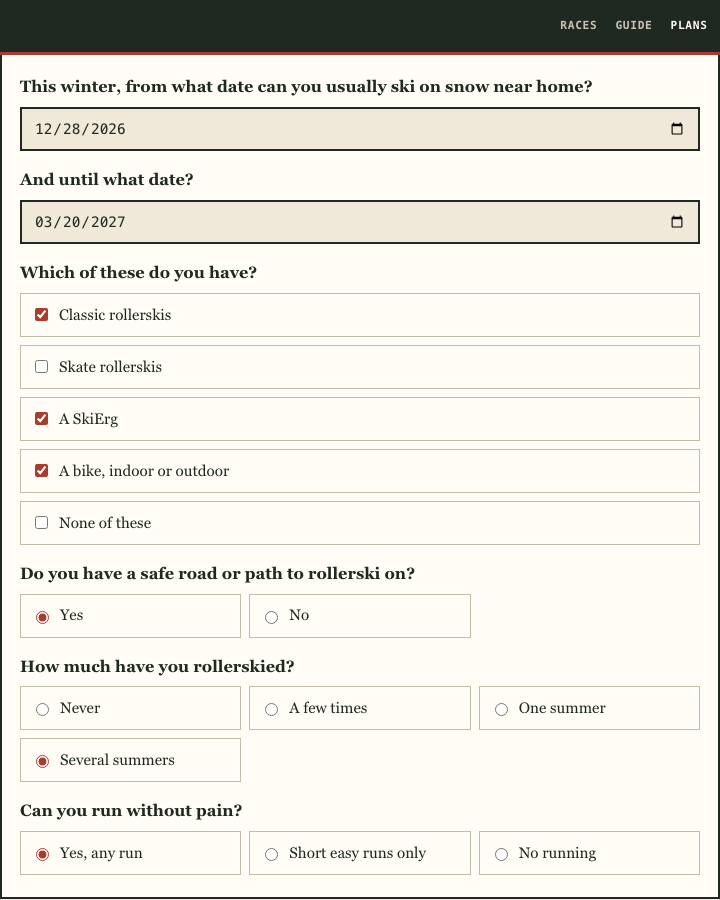 RACES GUIDE PLANS
This winter, from what date can you usually ski on snow near home?
12/28/2026
And until what date?
03/20/2027
Which of these do you have?
Classic rollerskis
Skate rollerskis
A SkiErg
A bike, indoor or outdoor
None of these
Do you have a safe road or path to rollerski on?
Yes No
How much have you rollerskied?
Never A few times One summer
Several summers
Can you run without pain?
Yes, any run Short easy runs only No running